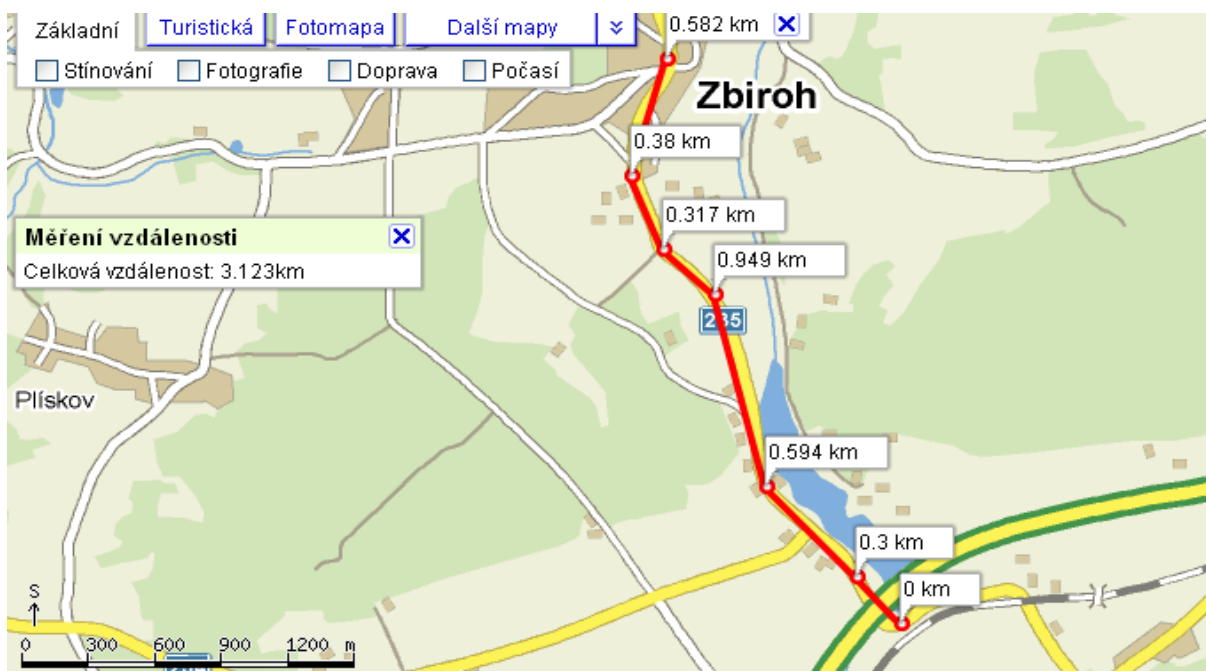 Základní
Turistická
Fotomapa
Další mapy
0.582 km
Stínování
Fotografie
Doprava
Počasí
Zbiroh
0.38 km
0.317 km
Měření vzdálenosti
Celková vzdálenost: 3.123km
0.949 km
235
Plískov
0.594 km
0.3 km
0 km
S
0 300 600 900 1200 m